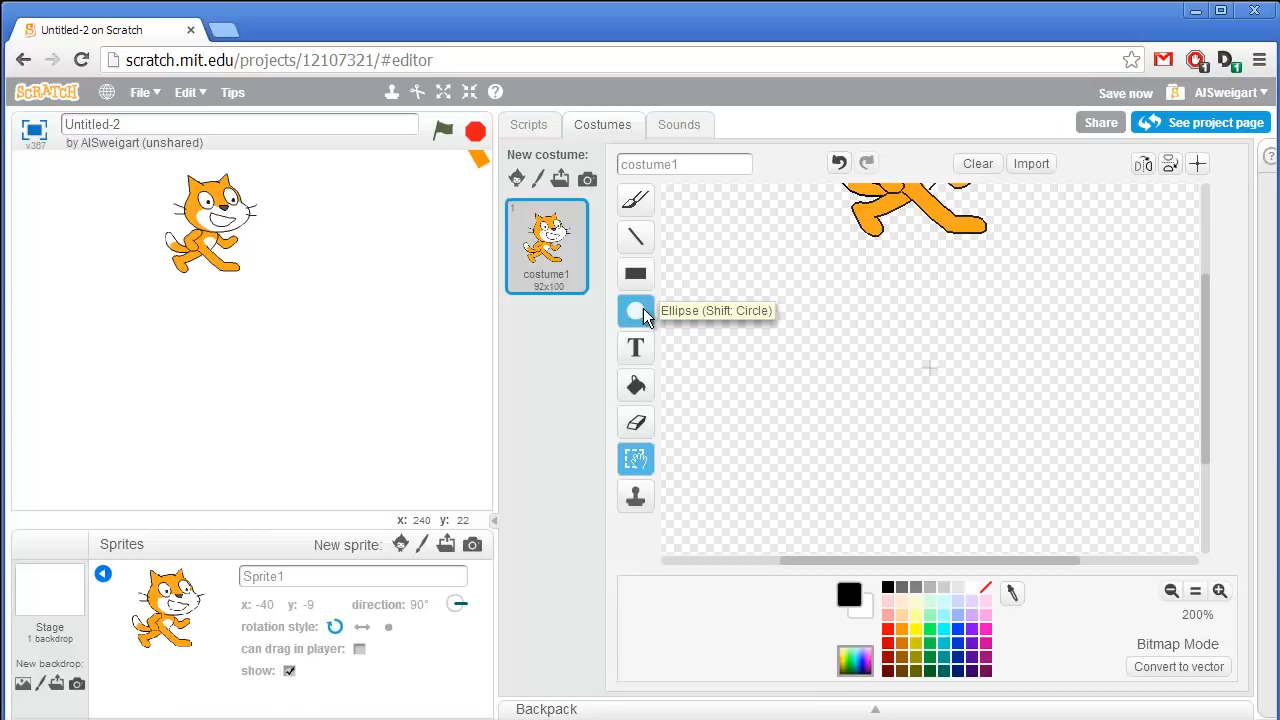 Untitled-2 on Scratch
scratch.mit.edu/projects/12107321/#editor
1
1
SCRATCH
File
Edit
Tips
Save now
AlSweigart
v387
Untitled-2
by AlSweigart (unshared)
Scripts
Costumes
Sounds
Share
See project page
New costume:
costume1
Clear
Import
1
costume1
92x100
Ellipse (Shift: Circle)
T
x: 240 y: 22
Sprites
New sprite:
Sprite1
x: -40 y: -9 direction: 90°
rotation style:
can drag in player:
show:
Stage
1 backdrop
New backdrop:
200%
Bitmap Mode
Convert to vector
Backpack